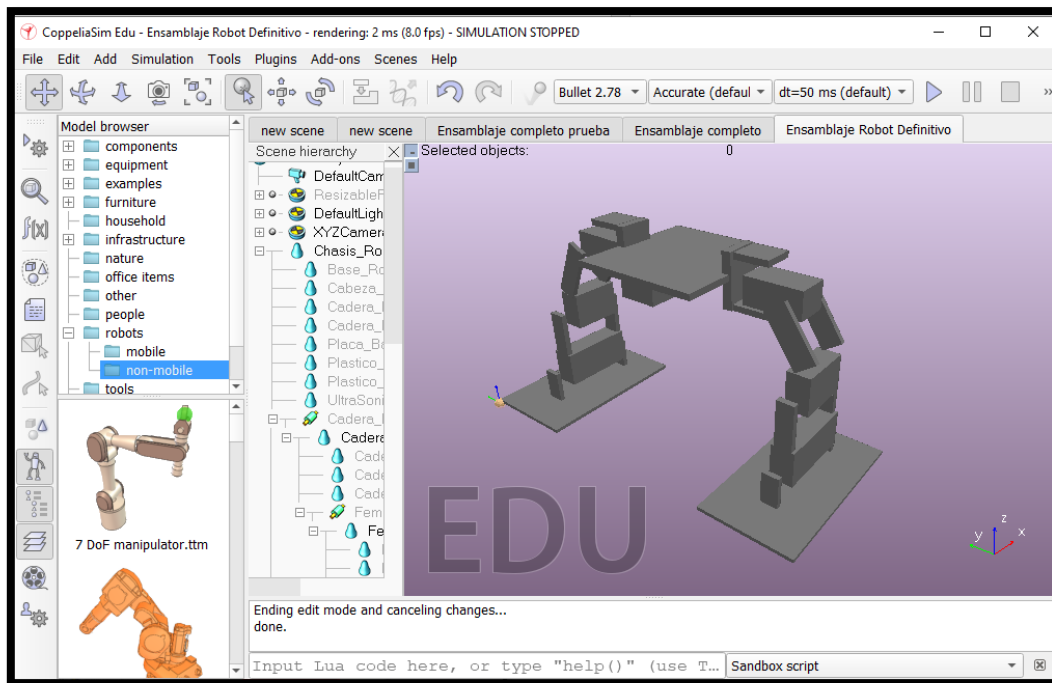 CoppeliaSim Edu - Ensamblaje Robot Definitivo - rendering: 2 ms (8.0 fps) - SIMULATION STOPPED
File Edit Add Simulation Tools Plugins Add-ons Scenes Help
Bullet 2.78 Accurate (defaul dt=50 ms (default) »
Model browser
components
equipment
examples
furniture
household
infrastructure
nature
office items
other
people
robots
mobile
non-mobile
tools
7 DoF manipulator.ttm
new scene new scene Ensamblaje completo prueba Ensamblaje completo Ensamblaje Robot Definitivo
Scene hierarchy
DefaultCam
DefaultLigh
XYZCamera
Chasis_Ro
Base_Ro
Cabeza_
Cadera_
Cadera_
Placa_Ba
Plastico_
Plastico_
UltraSoni
Cadera_
Cadera
Cade
Cade
Cade
Fem
Fe
Selected objects: 0
EDU
z
y x
f(x)
Ending edit mode and canceling changes...
done.
Input Lua code here, or type "help()" (use T... Sandbox script